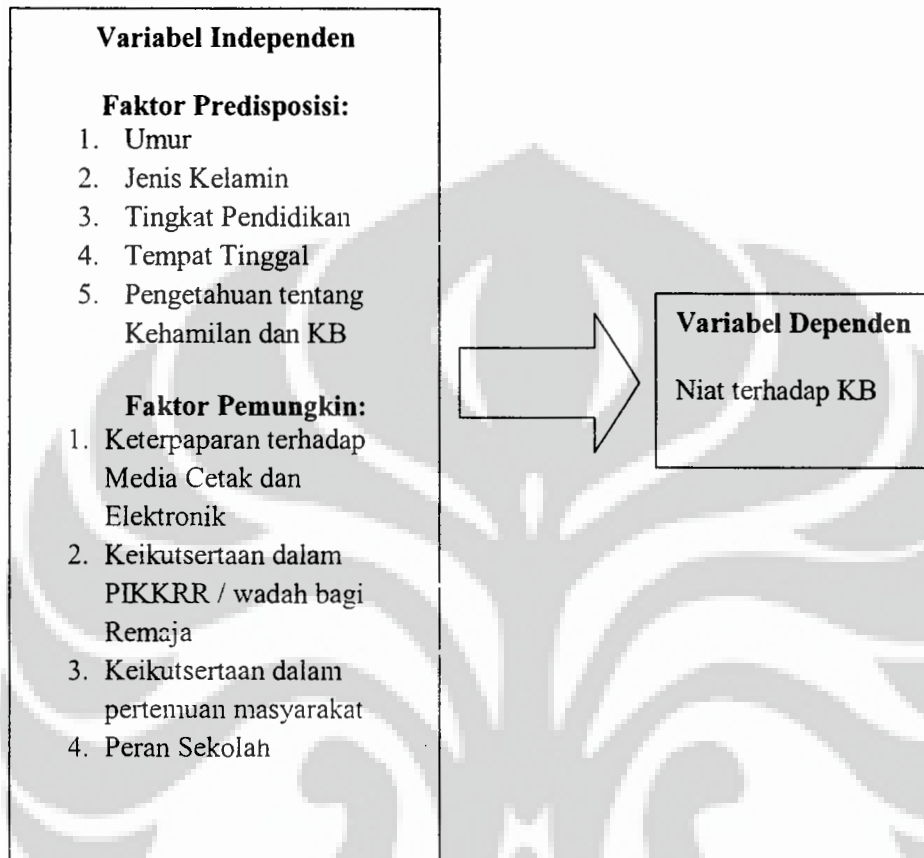 Variabel Independen
Faktor Predisposisi:
1. Umur
2. Jenis Kelamin
3. Tingkat Pendidikan
4. Tempat Tinggal
5. Pengetahuan tentang
Kehamilan dan KB
Faktor Pemungkin:
1. Keterpaparan terhadap
Media Cetak dan
Elektronik
2. Keikutsertaan dalam
PIKKRR / wadah bagi
Remaja
3. Keikutsertaan dalam
pertemuan masyarakat
4. Peran Sekolah
Variabel Dependen
Niat terhadap KB